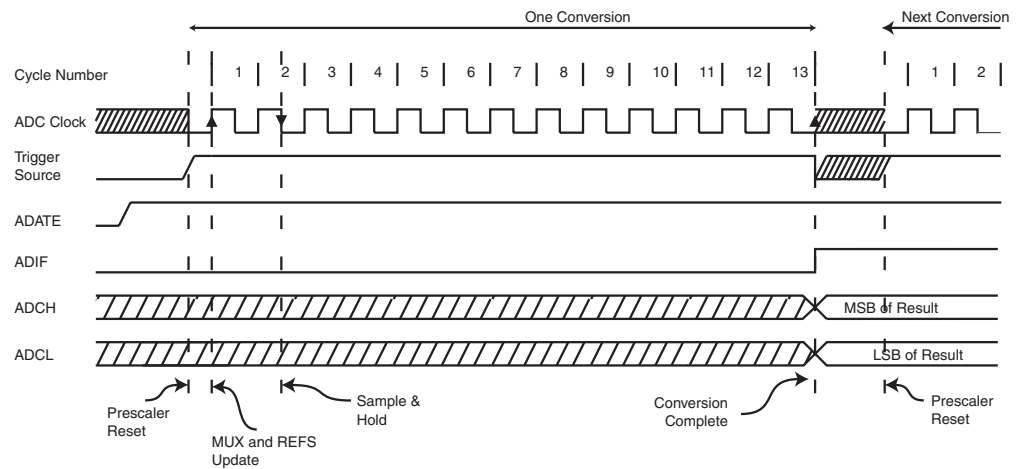 One Conversion
Next Conversion
Cycle Number
1 2 3 4 5 6 7 8 9 10 11 12 13 1 2
ADC Clock
Trigger
Source
ADATE
ADIF
ADCH
MSB of Result
ADCL
LSB of Result
Prescaler
Reset
MUX and REFS
Update
Sample &
Hold
Conversion
Complete
Prescaler
Reset